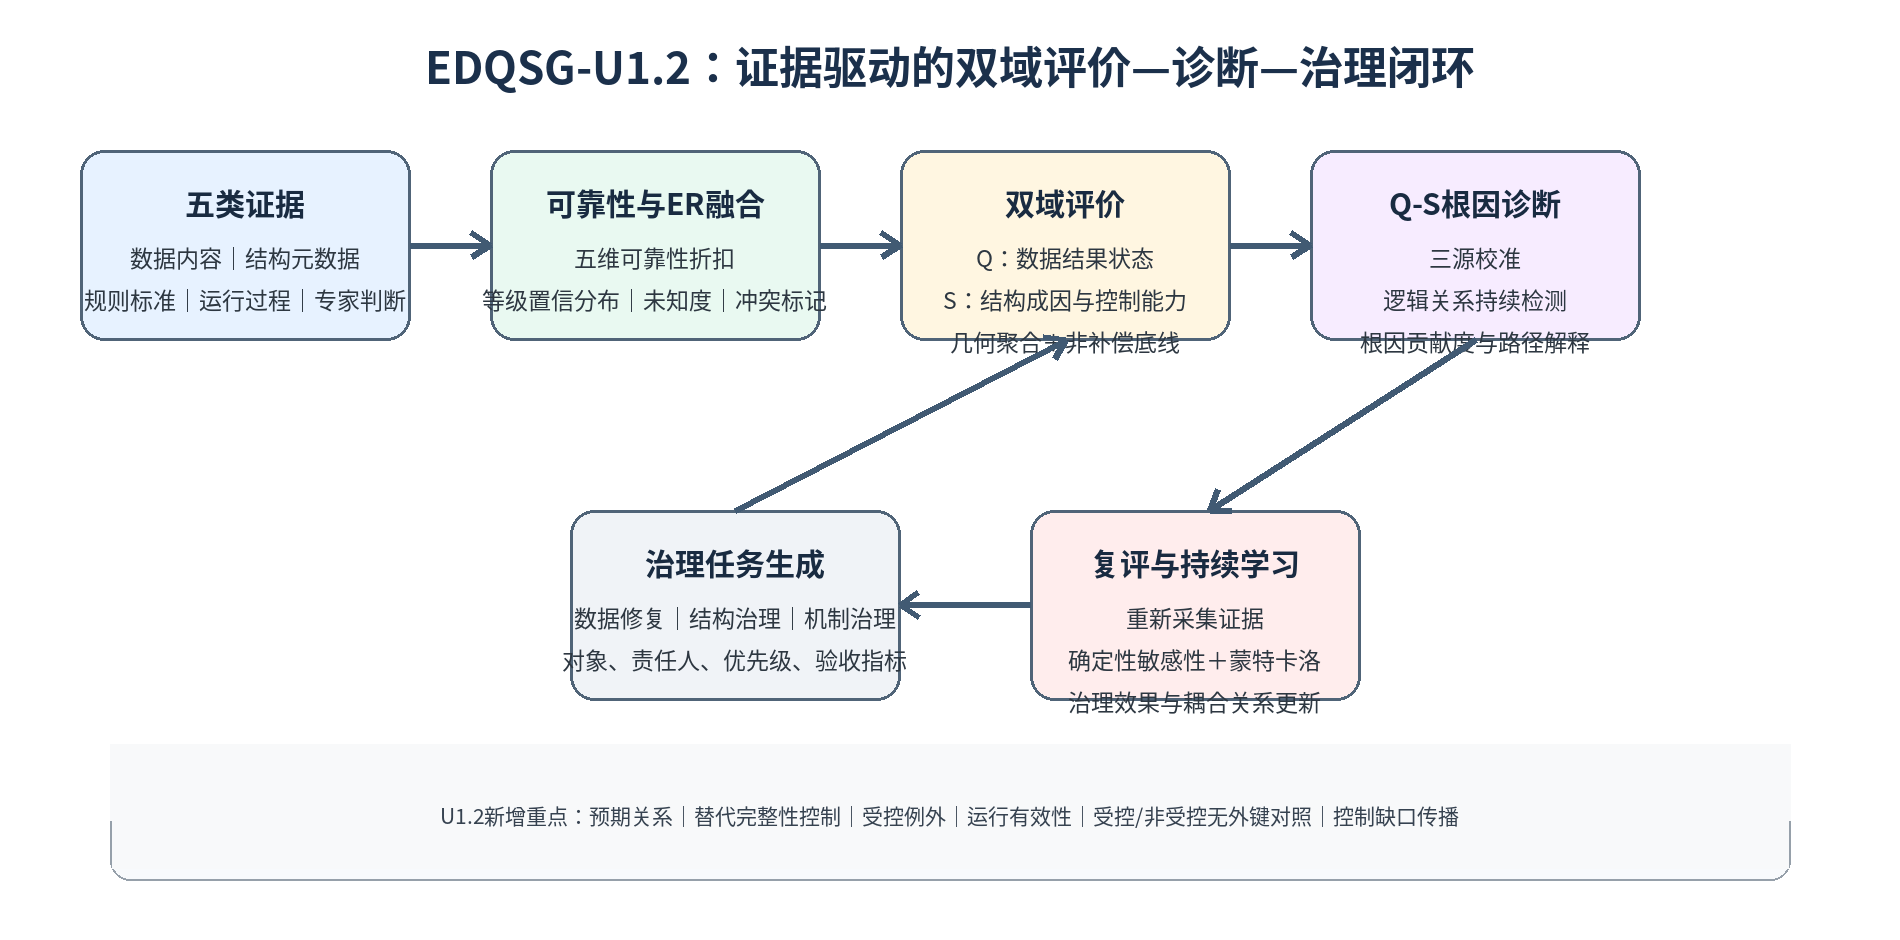 EDQSG-U1.2：证据驱动的双域评价—诊断—治理闭环
五类证据
数据内容｜结构元数据
规则标准｜运行过程｜专家判断
可靠性与ER融合
五维可靠性折扣
等级置信分布｜未知度｜冲突标记
双域评价
Q：数据结果状态
S：结构成因与控制能力
几何聚合＋非补偿底线
Q-S根因诊断
三源校准
逻辑关系持续检测
根因贡献度与路径解释
治理任务生成
数据修复｜结构治理｜机制治理
对象、责任人、优先级、验收指标
复评与持续学习
重新采集证据
确定性敏感性＋蒙特卡洛
治理效果与耦合关系更新
U1.2新增重点：预期关系｜替代完整性控制｜受控例外｜运行有效性｜受控/非受控无外键对照｜控制缺口传播